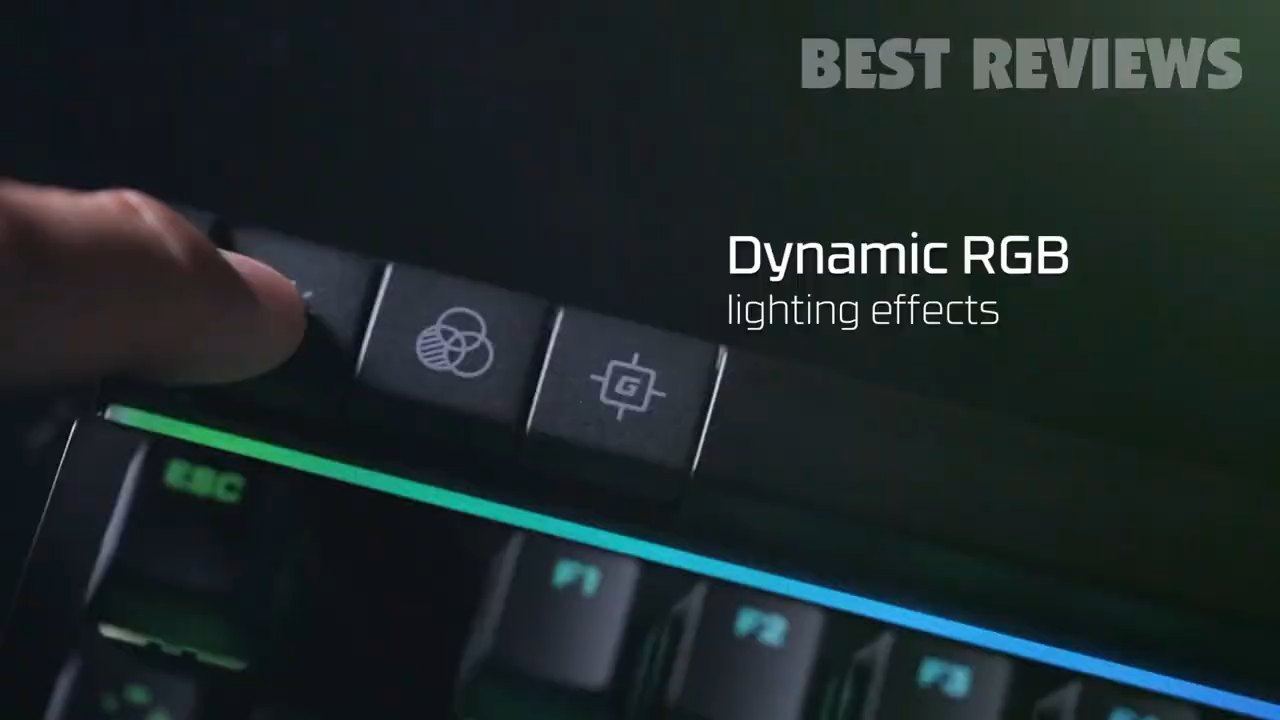 BEST REVIEWS
Dynamic RGB
lighting effects
G
ESC
F1
F2
F3